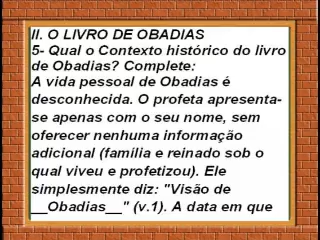 II. O LIVRO DE OBADIAS
5- Qual o Contexto histórico do livro
de Obadias? Complete:
A vida pessoal de Obadias é
desconhecida. O profeta apresenta-
se apenas com o seu nome, sem
oferecer nenhuma informação
adicional (família e reinado sob o
qual viveu e profetizou). Ele
simplesmente diz: "Visão de
__Obadias__" (v.1). A data em que